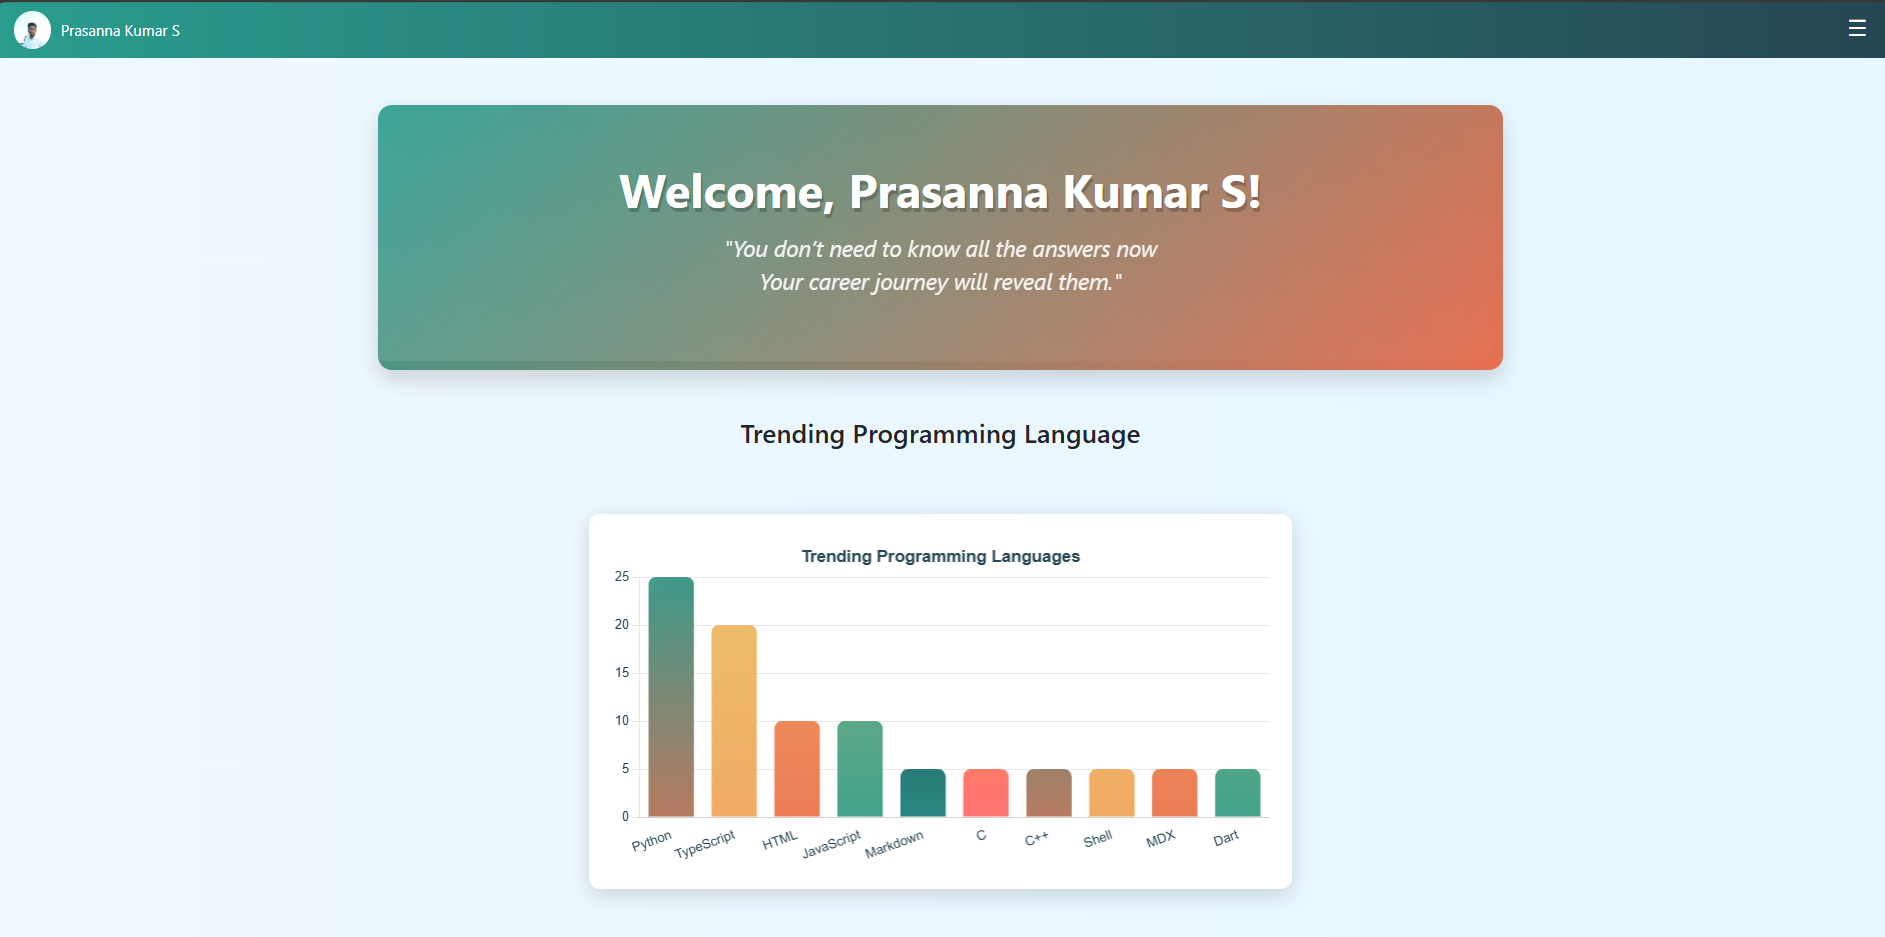 Prasanna Kumar S
☰
Welcome, Prasanna Kumar S!
"You don’t need to know all the answers now
Your career journey will reveal them."
Trending Programming Language
Trending Programming Languages
25
20
15
10
5
0
Python TypeScript HTML JavaScript Markdown C C++ Shell MDX Dart